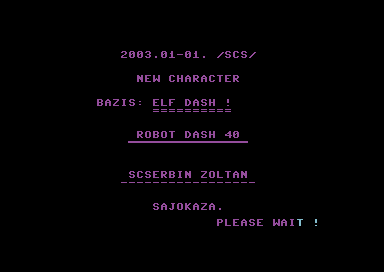 2003.01-01. /SCS/
NEW CHARACTER
BAZIS: ELF DASH !
ROBOT DASH 40
SCSERBIN ZOLTAN
SAJOKAZA.
PLEASE WAIT !